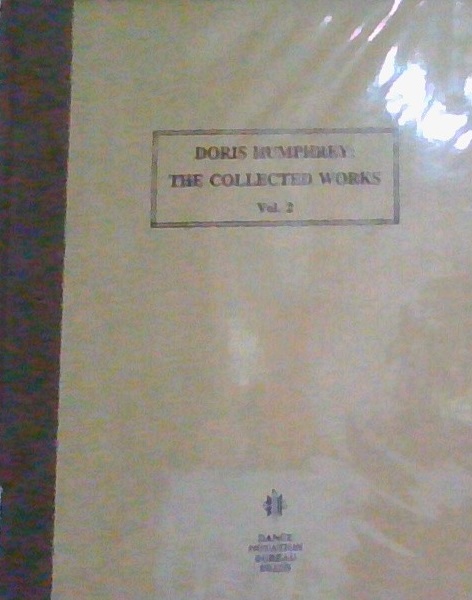 DORIS HUMPHREY:
THE COLLECTED WORKS
Vol. 2
DANCE
NOTATION
BUREAU
PRESS